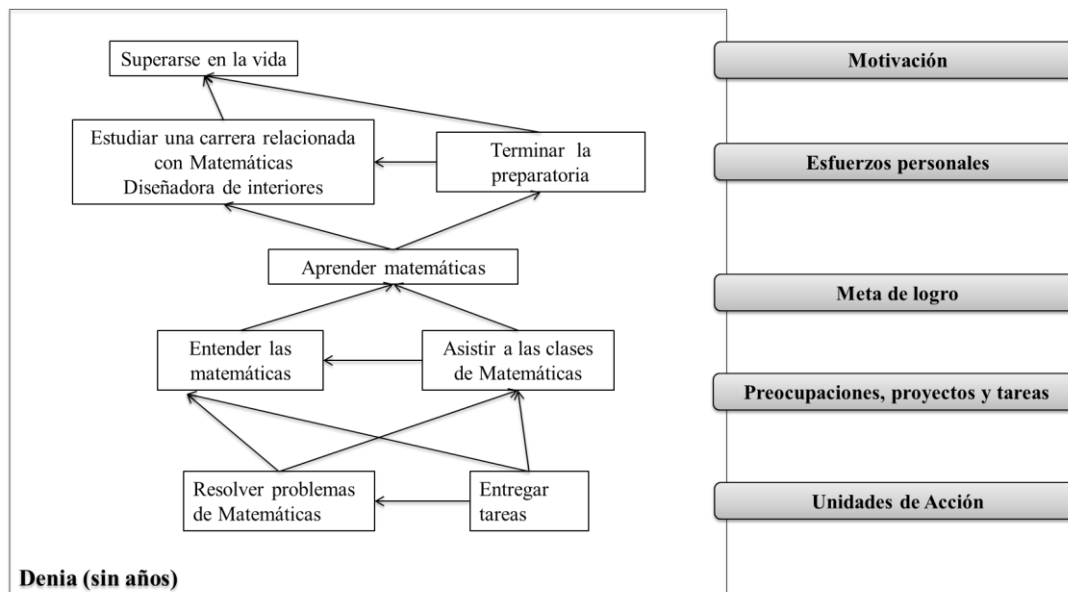 Superarse en la vida
Motivación
Estudiar una carrera relacionada
con Matemáticas
Diseñadora de interiores
Terminar la
preparatoria
Esfuerzos personales
Aprender matemáticas
Meta de logro
Entender las
matemáticas
Asistir a las clases
de Matemáticas
Preocupaciones, proyectos y tareas
Resolver problemas
de Matemáticas
Entregar
tareas
Unidades de Acción
Denia (sin años)